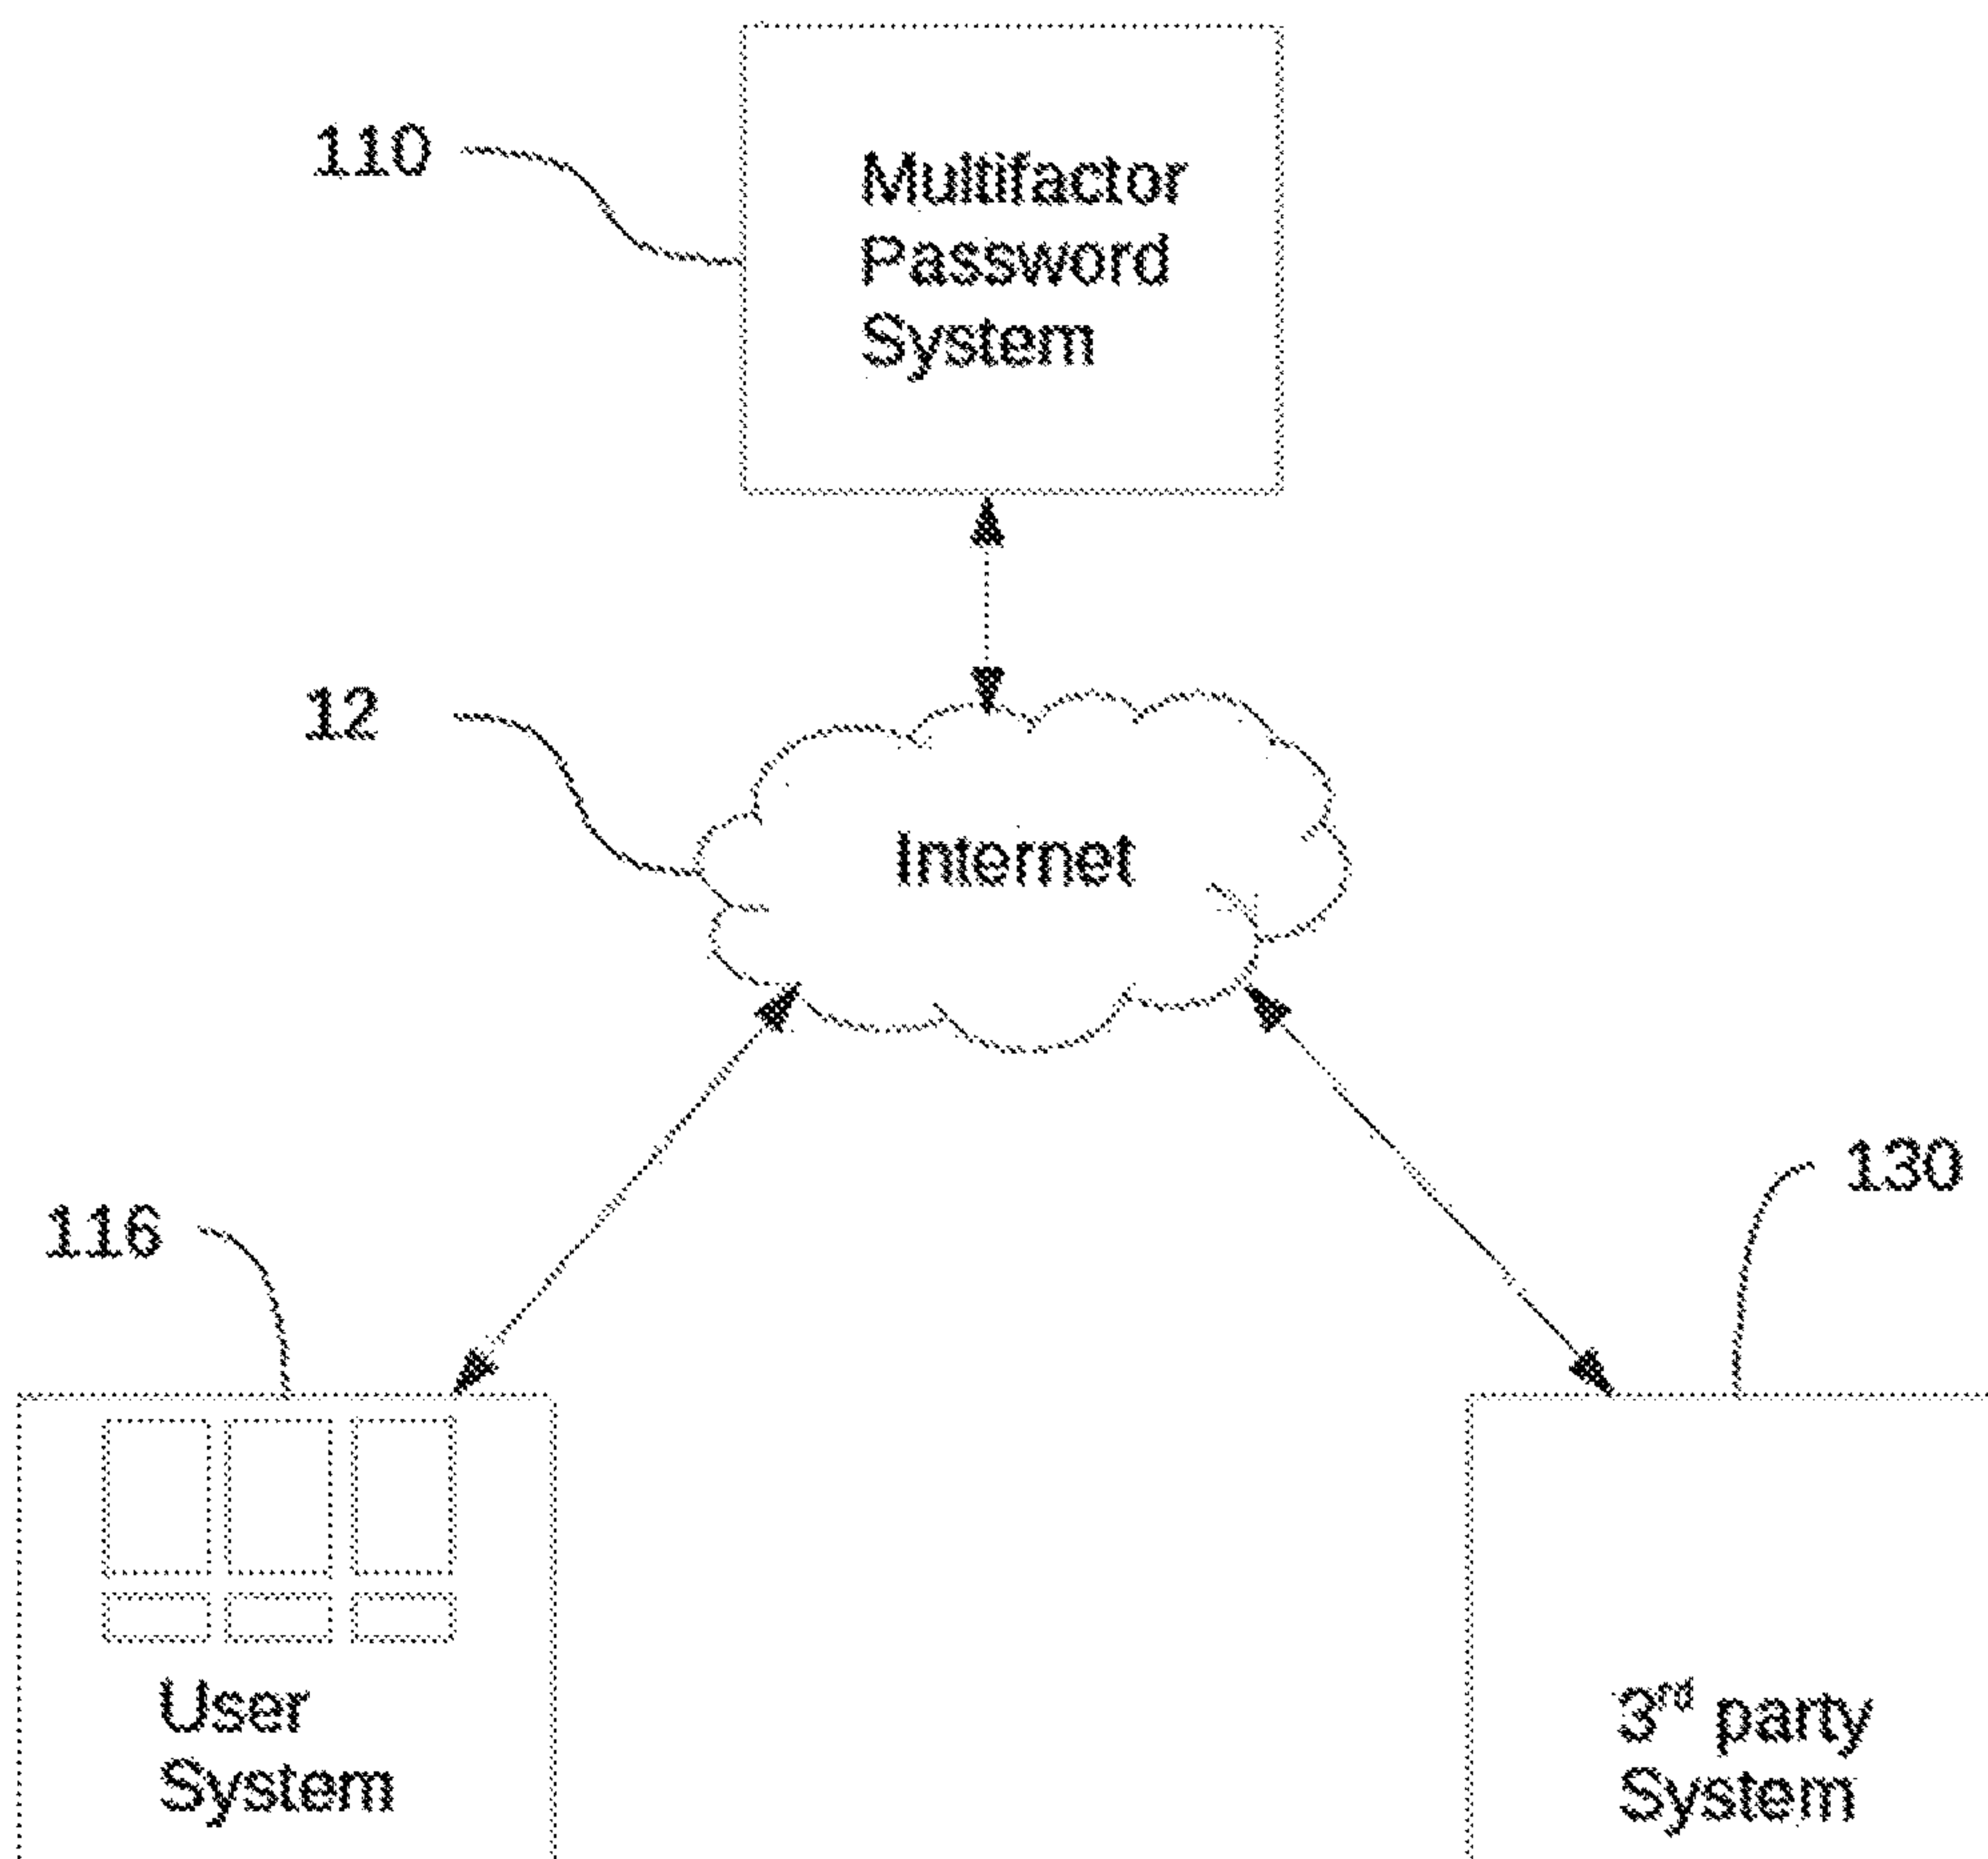 110
Multifactor
Password
System
12
Internet
130
116
User
System
3rd party
System